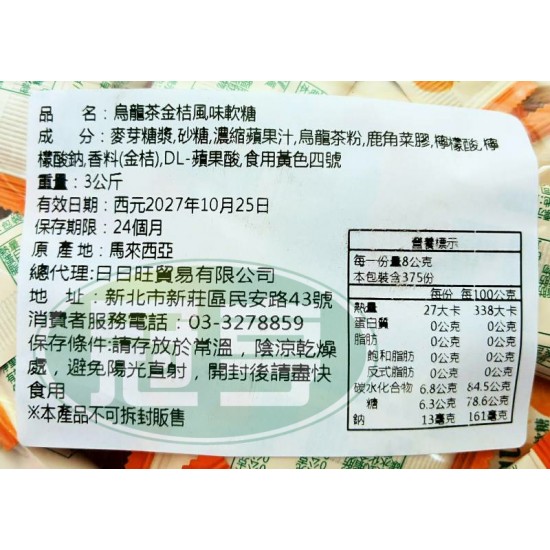 品 名：烏龍茶金桔風味軟糖
成 分：麥芽糖漿,砂糖,濃縮蘋果汁,烏龍茶粉,鹿角菜膠,檸檬酸,檸
檬酸鈉,香料(金桔),DL-蘋果酸,食用黃色四號
重量：3公斤
有效日期：西元2027年10月25日
保存期限：24個月
原 產 地：馬來西亞
總代理:日日旺貿易有限公司
地 址：新北市新莊區民安路43號
消費者服務電話：03-3278859
保存條件:請存放於常溫，陰涼乾燥
處，避免陽光直射，開封後請盡快
食用
※本產品不可拆封販售
營養標示
每一份量8公克
本包裝含375份
每份 每100公克
熱量 27大卡 338大卡
蛋白質 0公克 0公克
脂肪 0公克 0公克
飽和脂肪 0公克 0公克
反式脂肪 0公克 0公克
碳水化合物 6.8公克 84.5公克
糖 6.3公克 78.6公克
鈉 13毫克 161毫克